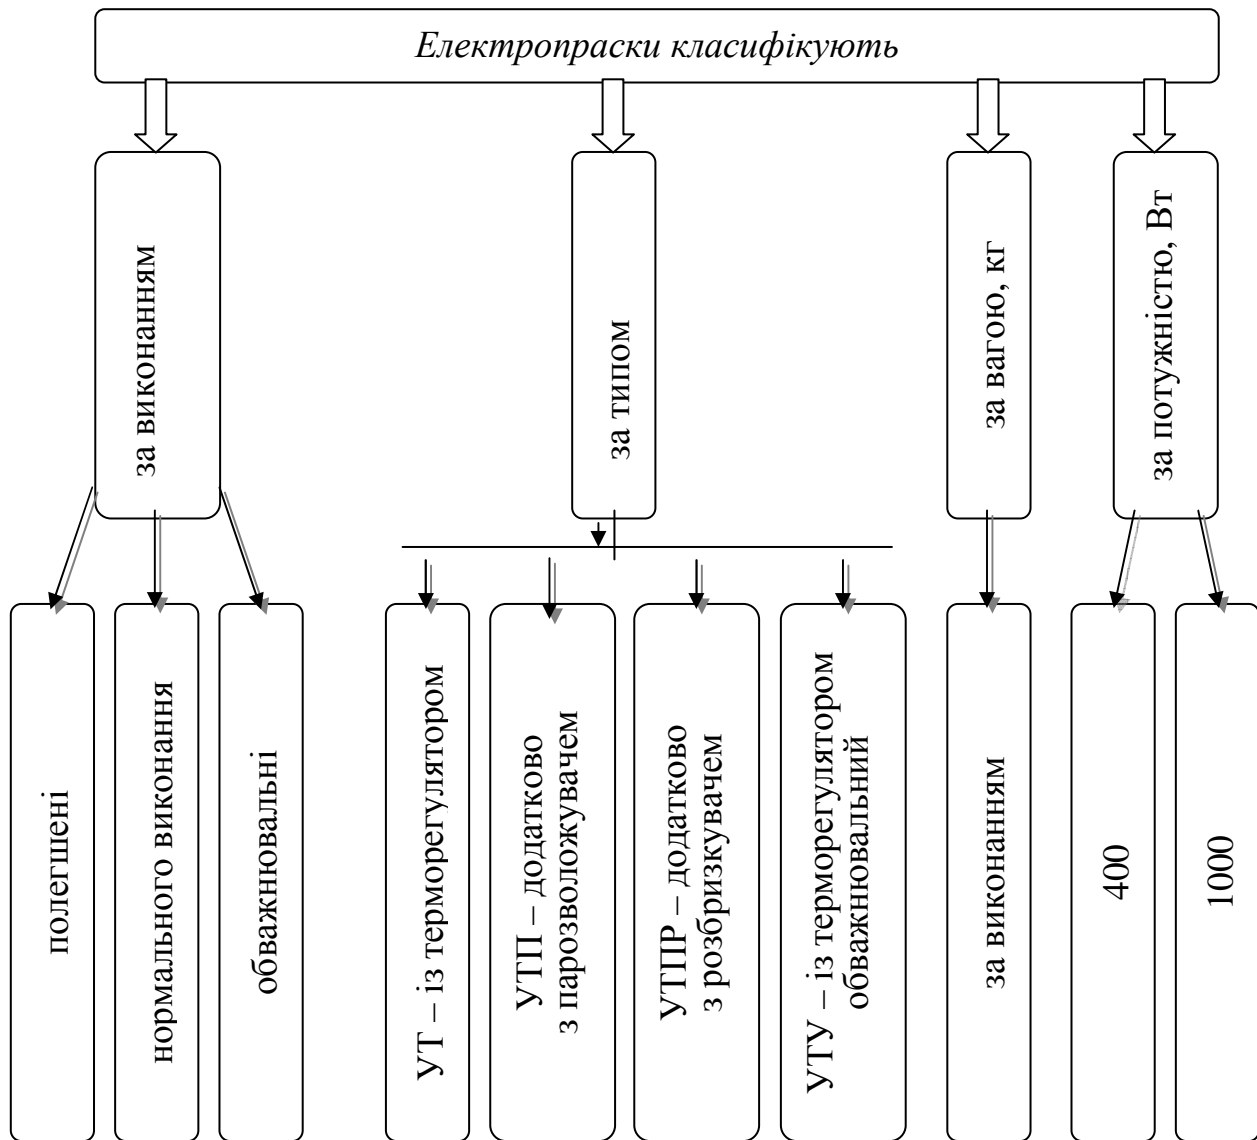 Електропраски класифікують
за виконанням
за типом
за вагою, кг
за потужністю, Вт
полегшені
нормального виконання
обважнювальні
УТ – із терморегулятором
УТП – додатково
з парозволожувачем
УТПР – додатково
з розбризкувачем
УТУ – із терморегулятором
обважнювальний
за виконанням
400
1000